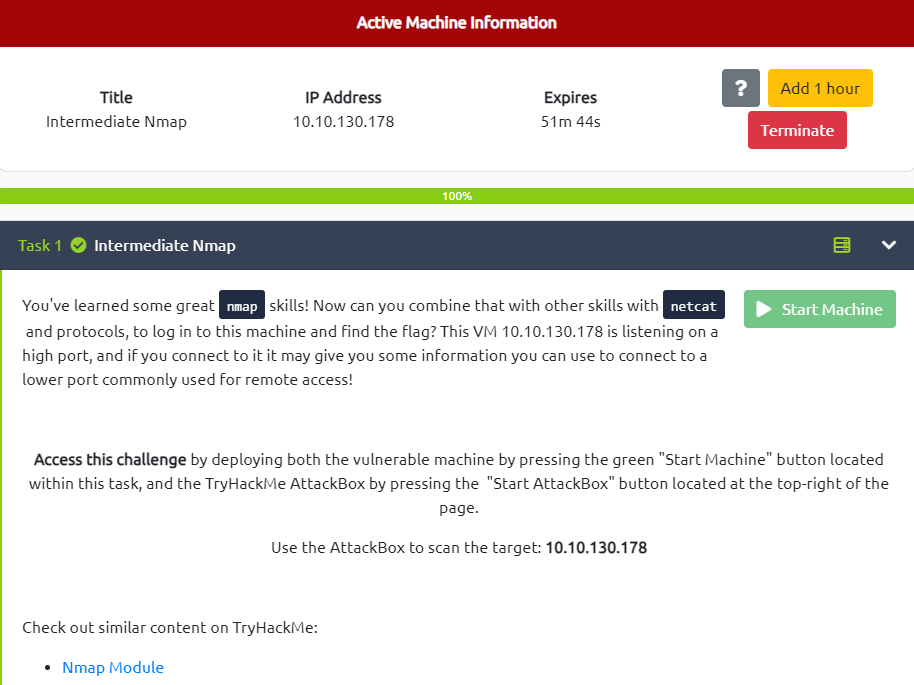 Active Machine Information
Title
Intermediate Nmap
IP Address
10.10.130.178
Expires
51m 44s
?
Add 1 hour
Terminate
100%
Task 1 Intermediate Nmap
You've learned some great nmap skills! Now can you combine that with other skills with netcat
and protocols, to log in to this machine and find the flag? This VM 10.10.130.178 is listening on a
high port, and if you connect to it it may give you some information you can use to connect to a
lower port commonly used for remote access!
Start Machine
Access this challenge by deploying both the vulnerable machine by pressing the green "Start Machine" button located
within this task, and the TryHackMe AttackBox by pressing the "Start AttackBox" button located at the top-right of the
page.
Use the AttackBox to scan the target: 10.10.130.178
Check out similar content on TryHackMe:
• Nmap Module